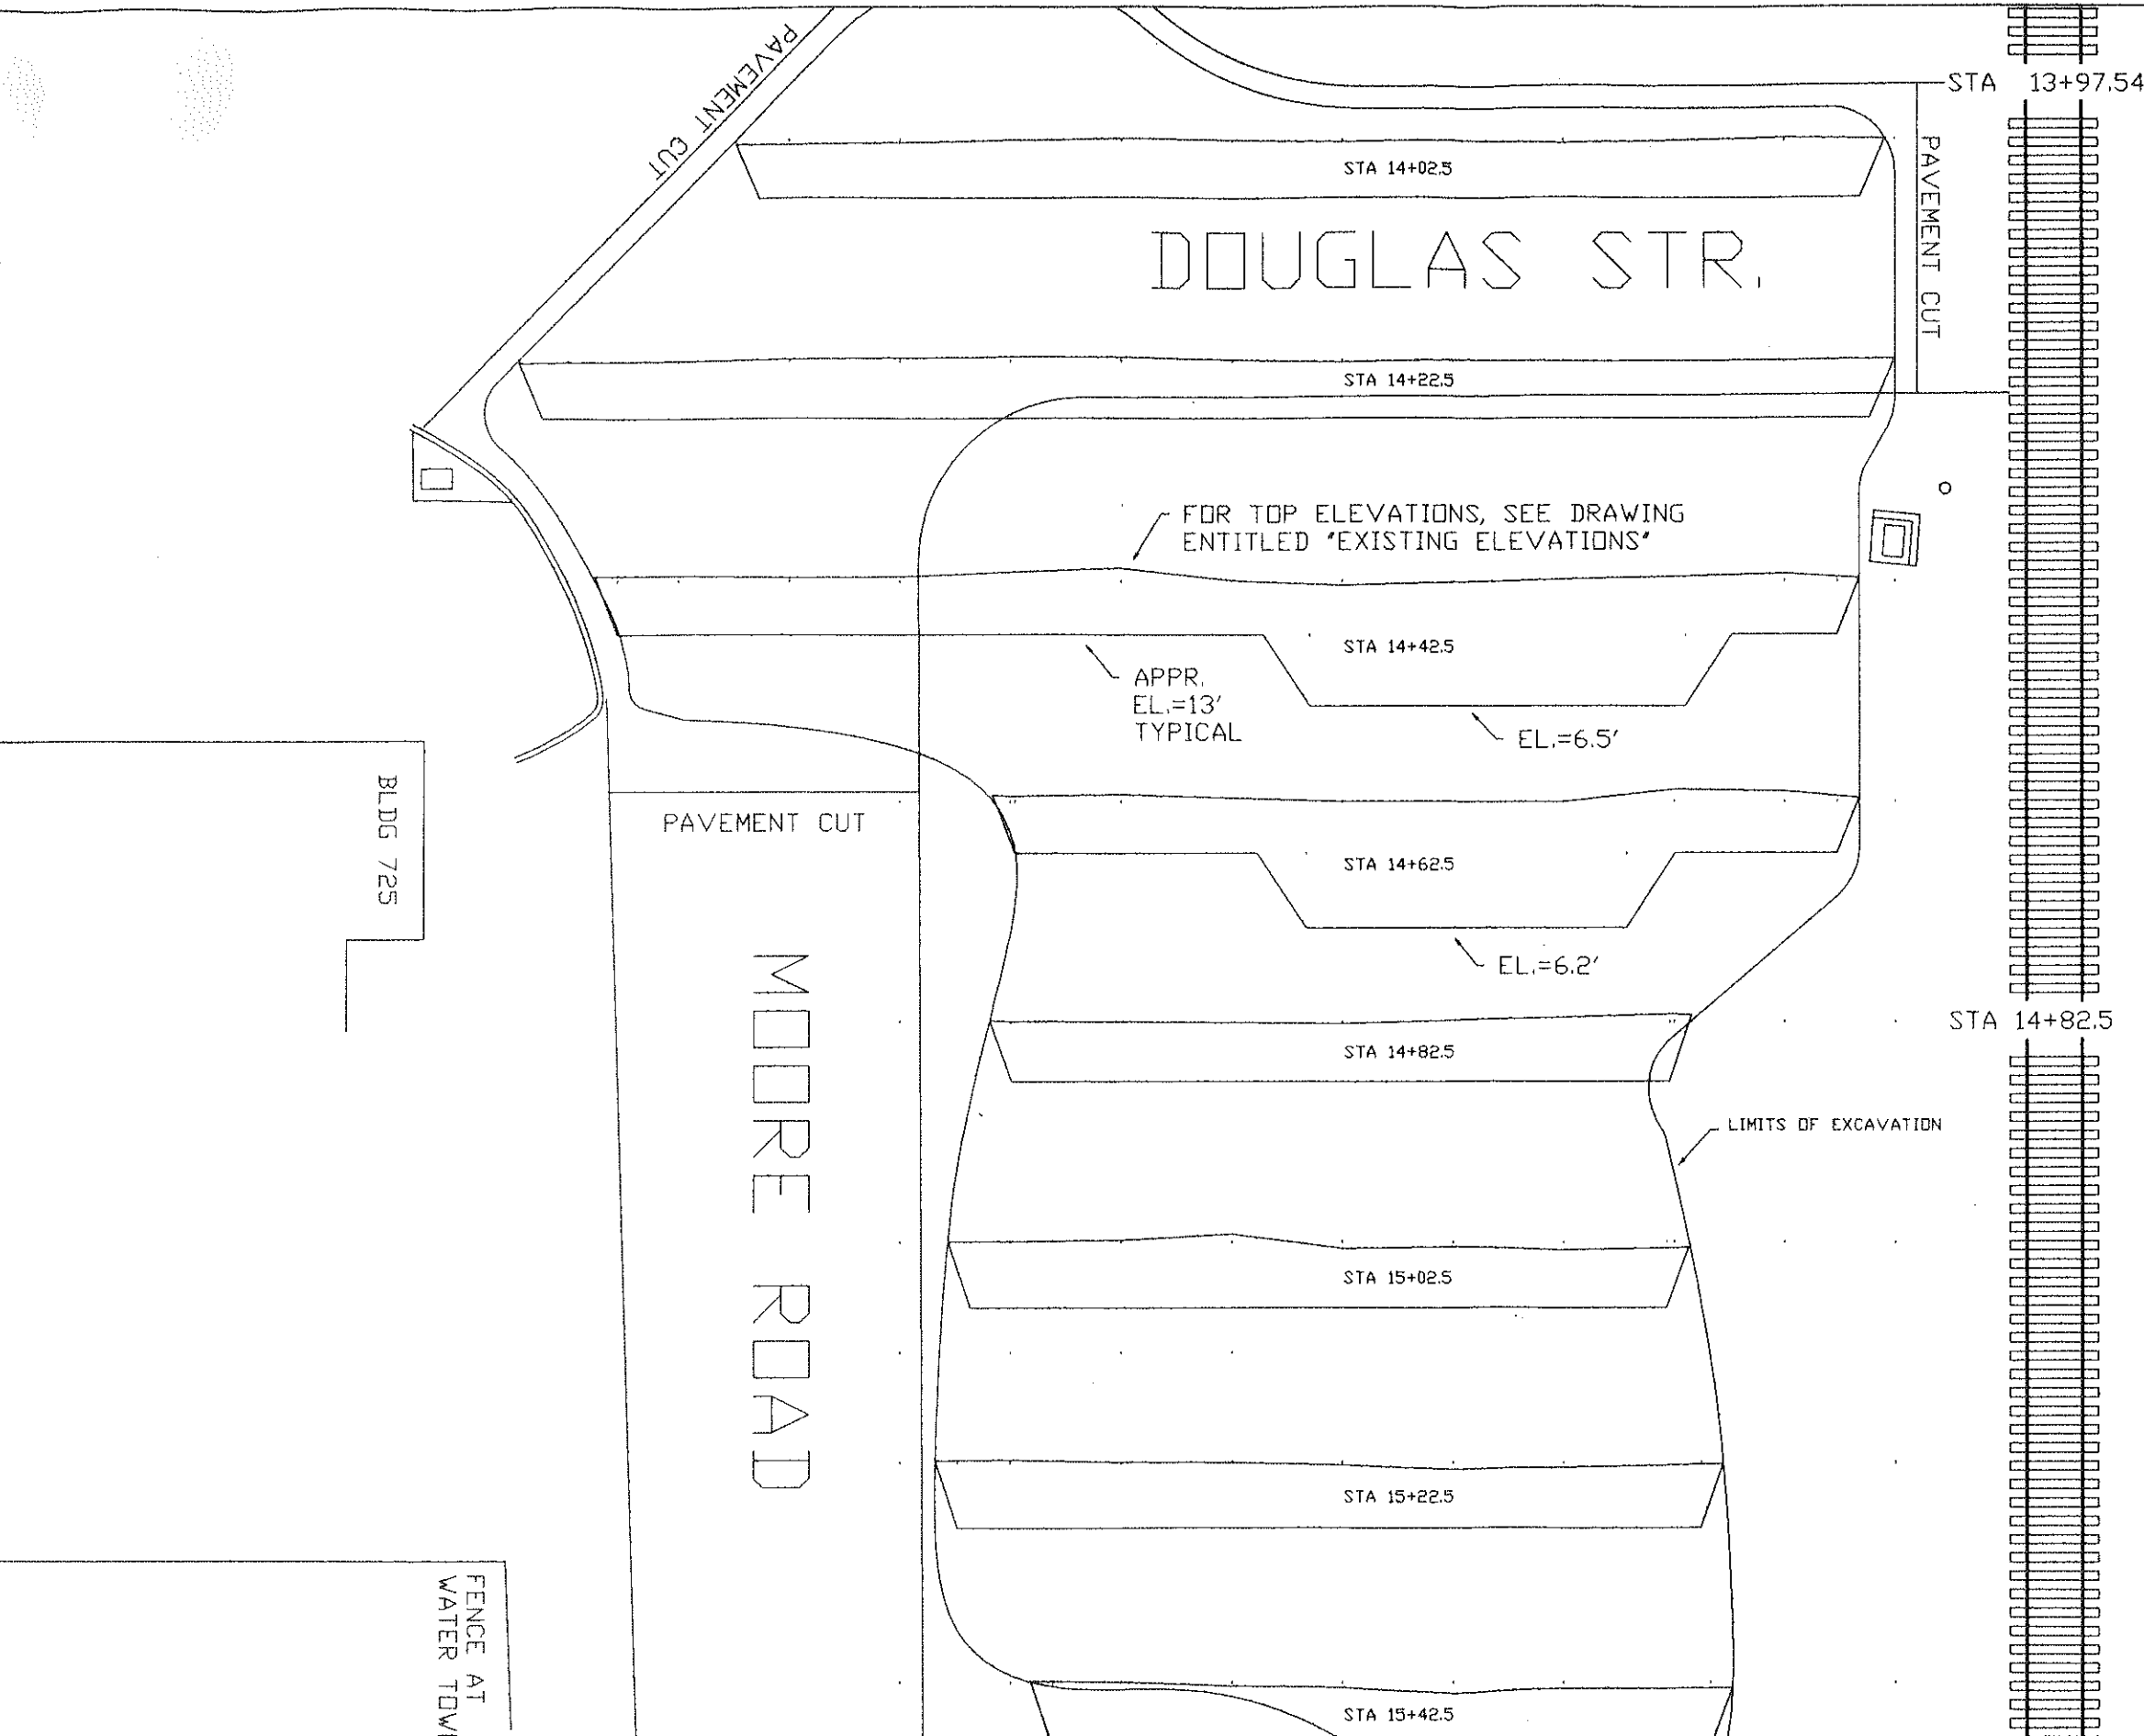 PAVEMENT CUT
STA 13+97.54
STA 14+02.5
PAVEMENT CUT
DOUGLAS STR.
STA 14+22.5
FOR TOP ELEVATIONS, SEE DRAWING
ENTITLED "EXISTING ELEVATIONS"
STA 14+42.5
APPR.
EL.=13'
TYPICAL
EL.=6.5'
BLDG 725
PAVEMENT CUT
STA 14+62.5
EL.=6.2'
MOORE ROAD
STA 14+82.5
STA 14+82.5
LIMITS OF EXCAVATION
STA 15+02.5
STA 15+22.5
FENCE AT
WATER
STA 15+42.5